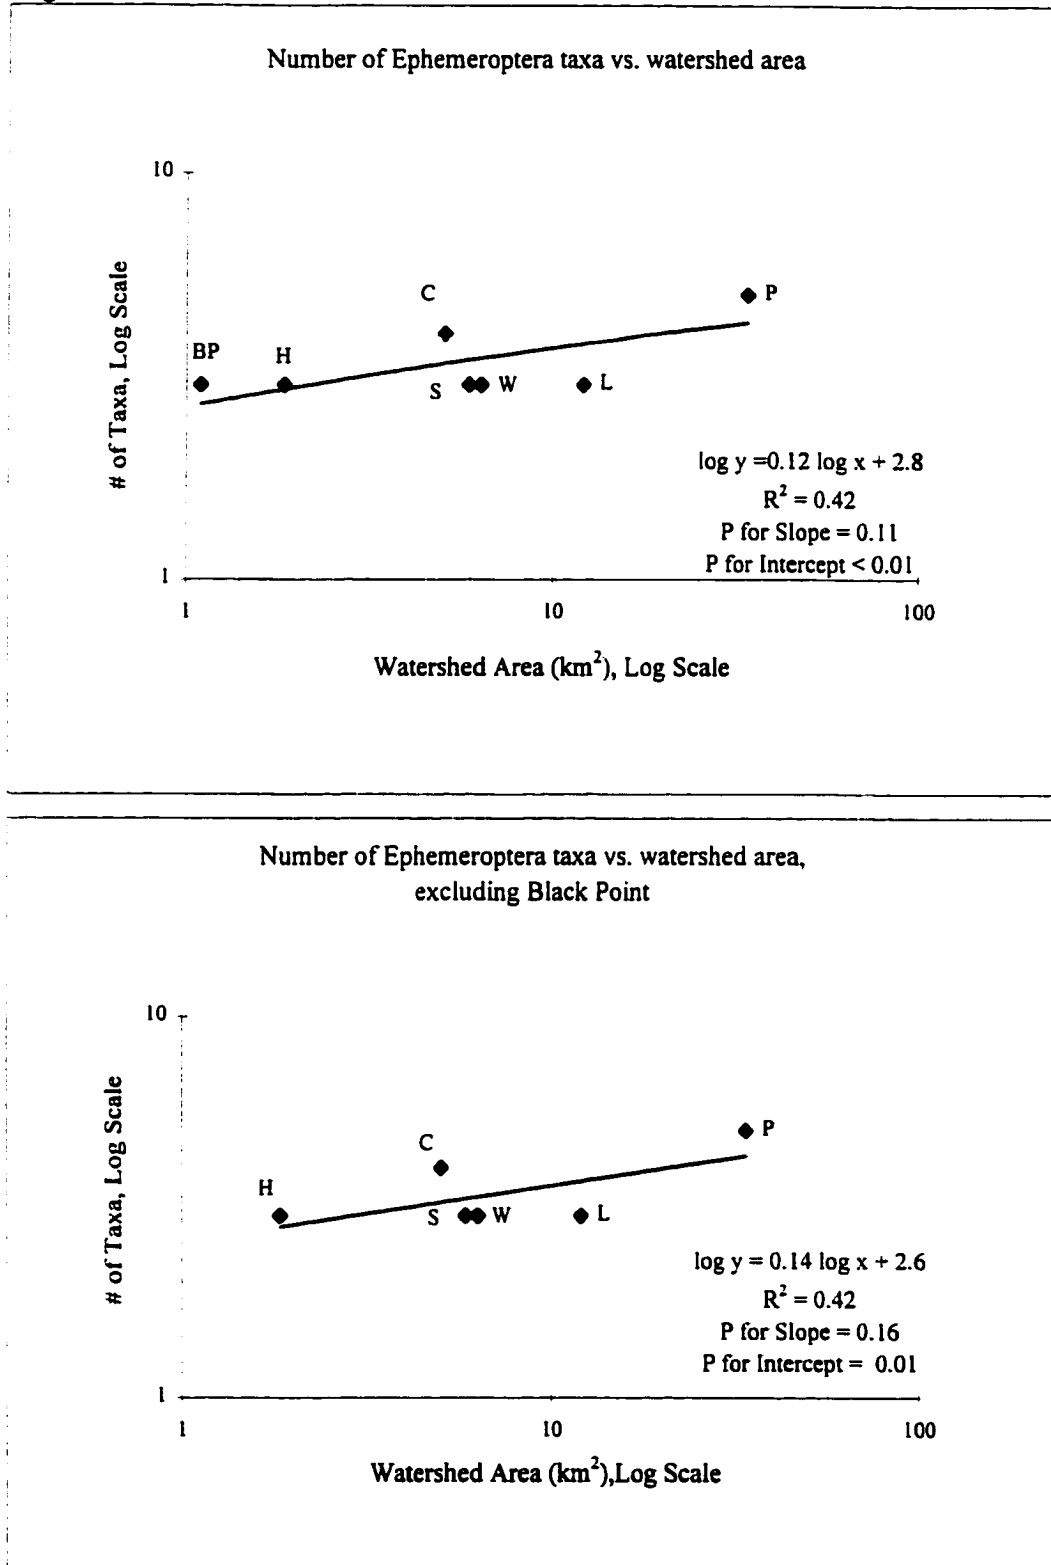 Number of Ephemeroptera taxa vs. watershed area
10
# of Taxa, Log Scale
C
P
BP
H
S
W
L
log y =0.12 log x + 2.8
R² = 0.42
P for Slope = 0.11
P for Intercept < 0.01
1
1
10
100
Watershed Area (km²), Log Scale
Number of Ephemeroptera taxa vs. watershed area,
excluding Black Point
10
# of Taxa, Log Scale
C
P
H
S
W
L
log y = 0.14 log x + 2.6
R² = 0.42
P for Slope = 0.16
P for Intercept = 0.01
1
1
10
100
Watershed Area (km²),Log Scale